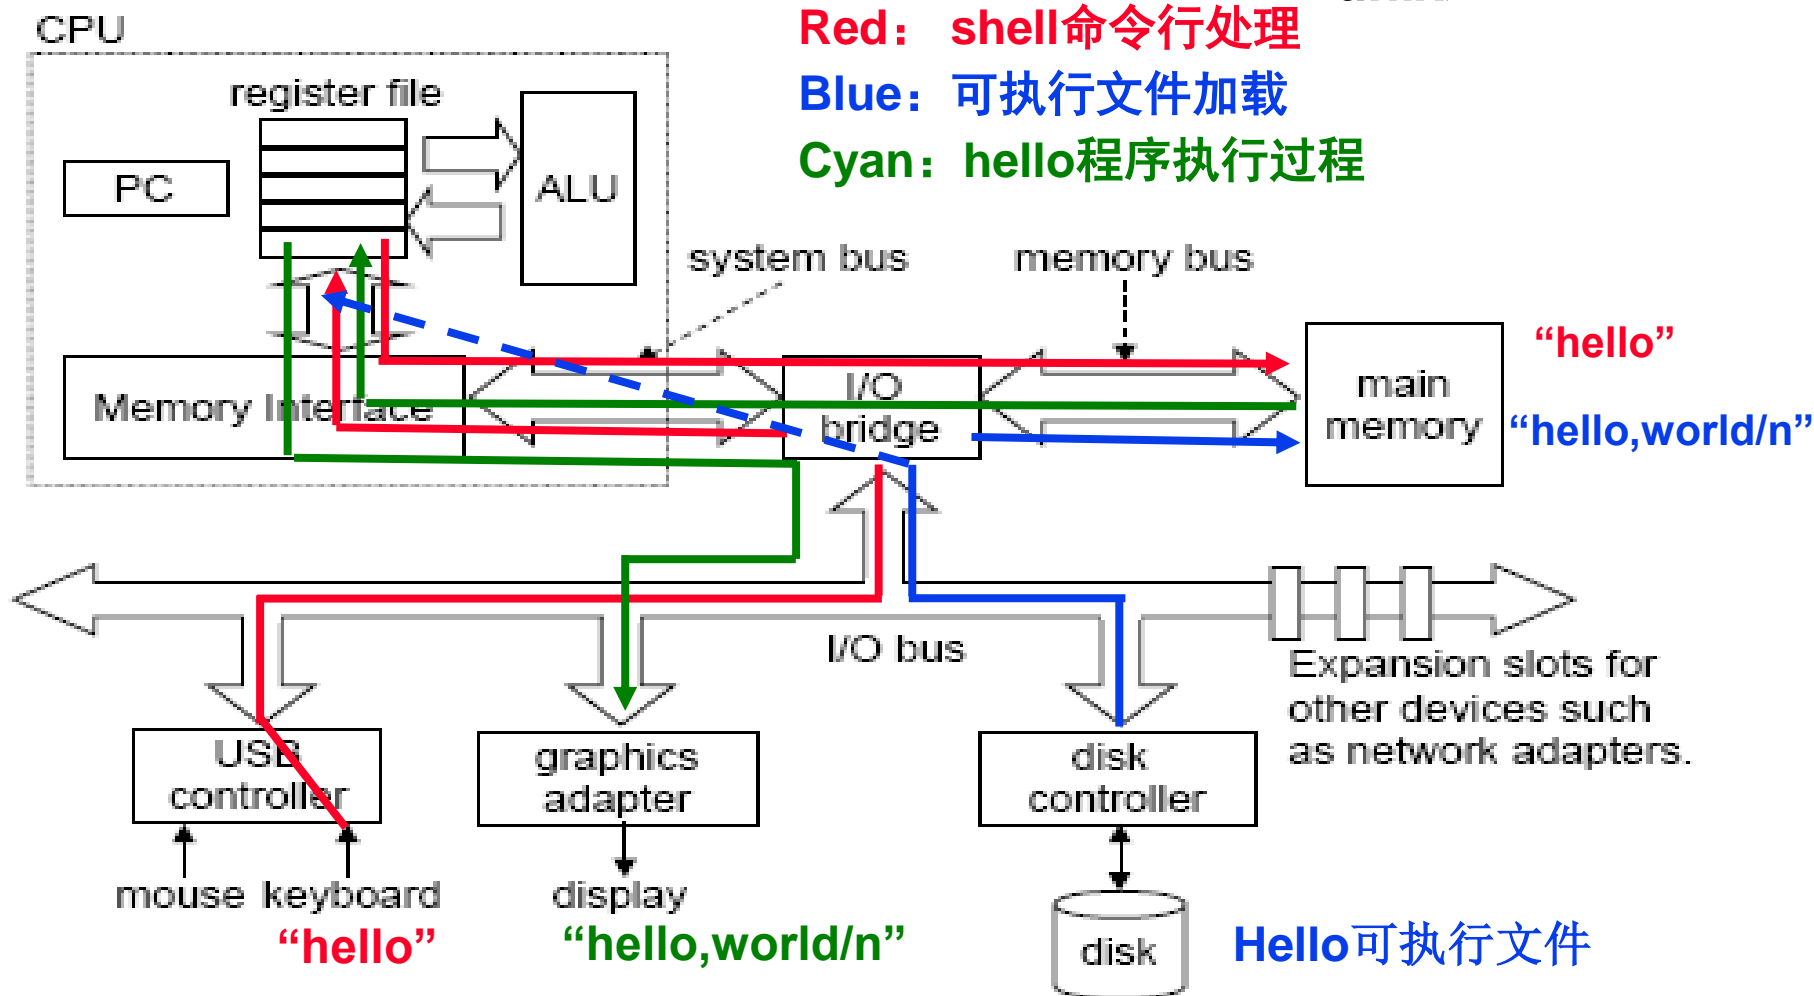 CPU
Red： shell命令行处理
Blue：可执行文件加载
Cyan：hello程序执行过程
register file
PC
ALU
system bus
memory bus
Memory Interface
I/O
bridge
main
memory
“hello”
“hello,world/n”
I/O bus
Expansion slots for
other devices such
as network adapters.
USB
controller
graphics
adapter
disk
controller
mouse
keyboard
display
“hello”
“hello,world/n”
disk
Hello可执行文件